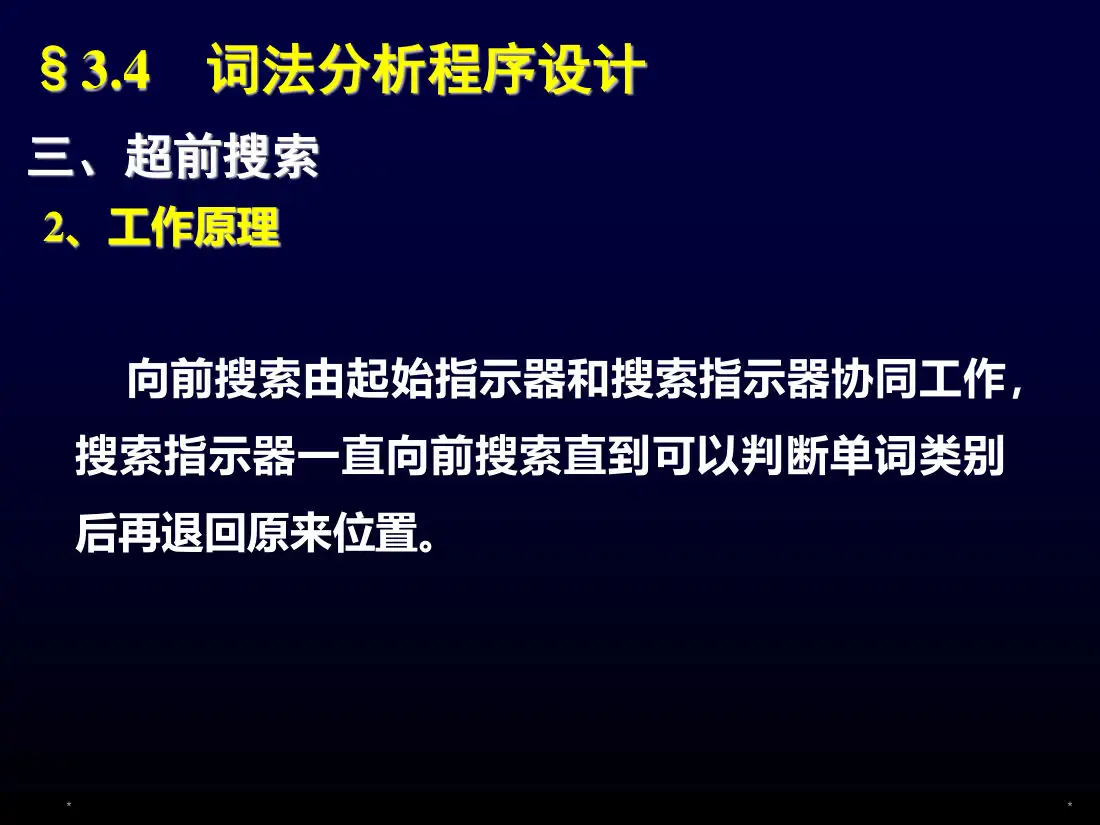 §3.4 词法分析程序设计
三、超前搜索
2、工作原理
向前搜索由起始指示器和搜索指示器协同工作，
搜索指示器一直向前搜索直到可以判断单词类别
后再退回原来位置。
* *